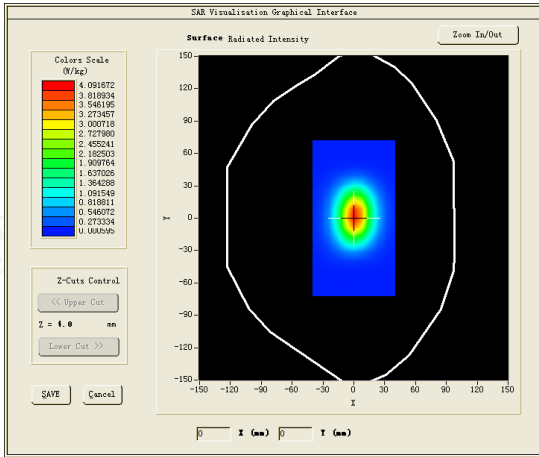 SAR Visualisation Graphical Interface
Surface Radiated Intensity
Zoom In/Out
Colors Scale
(W/kg)
4.091672
3.818934
3.546195
3.273457
3.000718
2.727980
2.455241
2.182503
1.909764
1.637026
1.364288
1.091549
0.818811
0.546072
0.273334
0.000595
Z-Cuts Control
<< Upper Cut
Z = 4.0 mm
Lower Cut >>
SAVE
Cancel
150
120
90
60
30
0
-30
-60
-90
-120
-150
Y
-150 -120 -90 -60 -30 0 30 60 90 120 150
X
0 X (mm) 0 Y (mm)